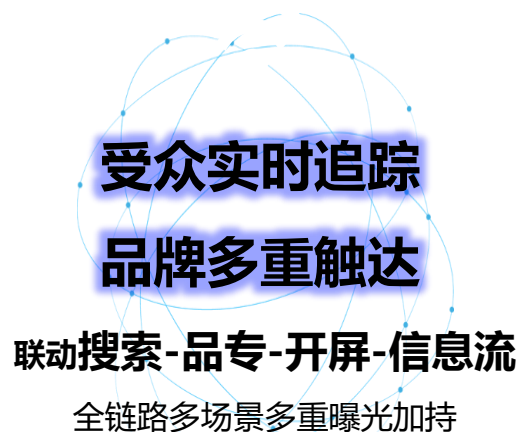 受众实时追踪
品牌多重触达
联动搜索-品专-开屏-信息流
全链路多场景多重曝光加持